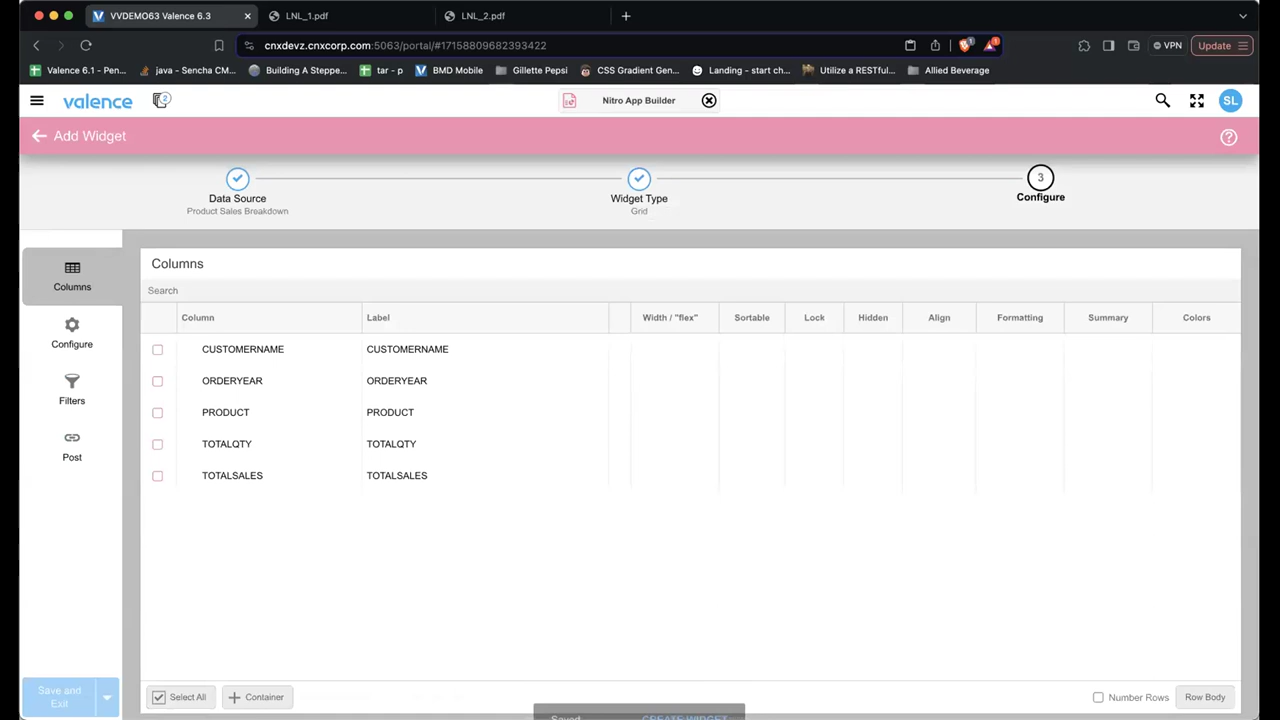 VVDEMO63 Valence 6.3
LNL_1.pdf
LNL_2.pdf
cnxdevz.cnxcorp.com:5063/portal/#17158809682393422
VPN
Update
Valence 6.1 - Pen...
java - Sencha CM...
Building A Steppe...
tar - p
BMD Mobile
Gillette Pepsi
CSS Gradient Gen...
Landing - start ch...
Utilize a RESTful...
Allied Beverage
valence
2
Nitro App Builder
SL
Add Widget
Data Source
Product Sales Breakdown
Widget Type
Grid
3
Configure
Columns
Configure
Filters
Post
Columns
Search
Column Label Width / "flex" Sortable Lock Hidden Align Formatting Summary Colors
CUSTOMERNAME CUSTOMERNAME
ORDERYEAR ORDERYEAR
PRODUCT PRODUCT
TOTALQTY TOTALQTY
TOTALSALES TOTALSALES
Save and
Exit
Select All
Container
Number Rows
Row Body
Saved CREATE WIDGET